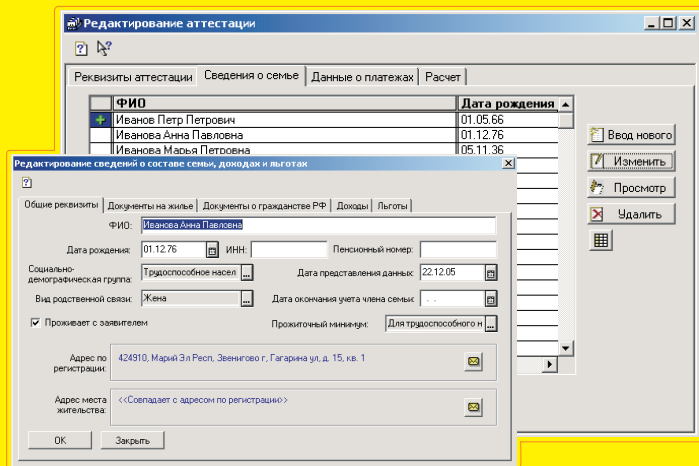 Редактирование аттестации
Реквизиты аттестации Сведения о семье Данные о платежах Расчет
ФИО Дата рождения
Иванов Петр Петрович 01.05.66
Иванова Анна Павловна 01.12.76
Иванова Марья Петровна 05.11.36
Ввод нового
Изменить
Просмотр
Удалить
Редактирование сведений о составе семьи, доходах и льготах
Общие реквизиты Документы на жилье Документы о гражданстве РФ Доходы Льготы
ФИО: Иванова Анна Павловна
Дата рождения: 01.12.76 ИНН: Пенсионный номер:
Социально-
демографическая группа: Трудоспособное насел ... Дата представления данных: 22.12.05
Вид родственной связи: Жена ... Дата окончания учета члена семьи: . .
Проживает с заявителем Прожиточный минимум: Для трудоспособного н ...
Адрес по
регистрации: 424910, Марий Эл Респ, Звенигово г, Гагарина ул, д. 15, кв. 1
Адрес места
жительства: <<Совпадает с адресом по регистрации>>
OK Закрыть